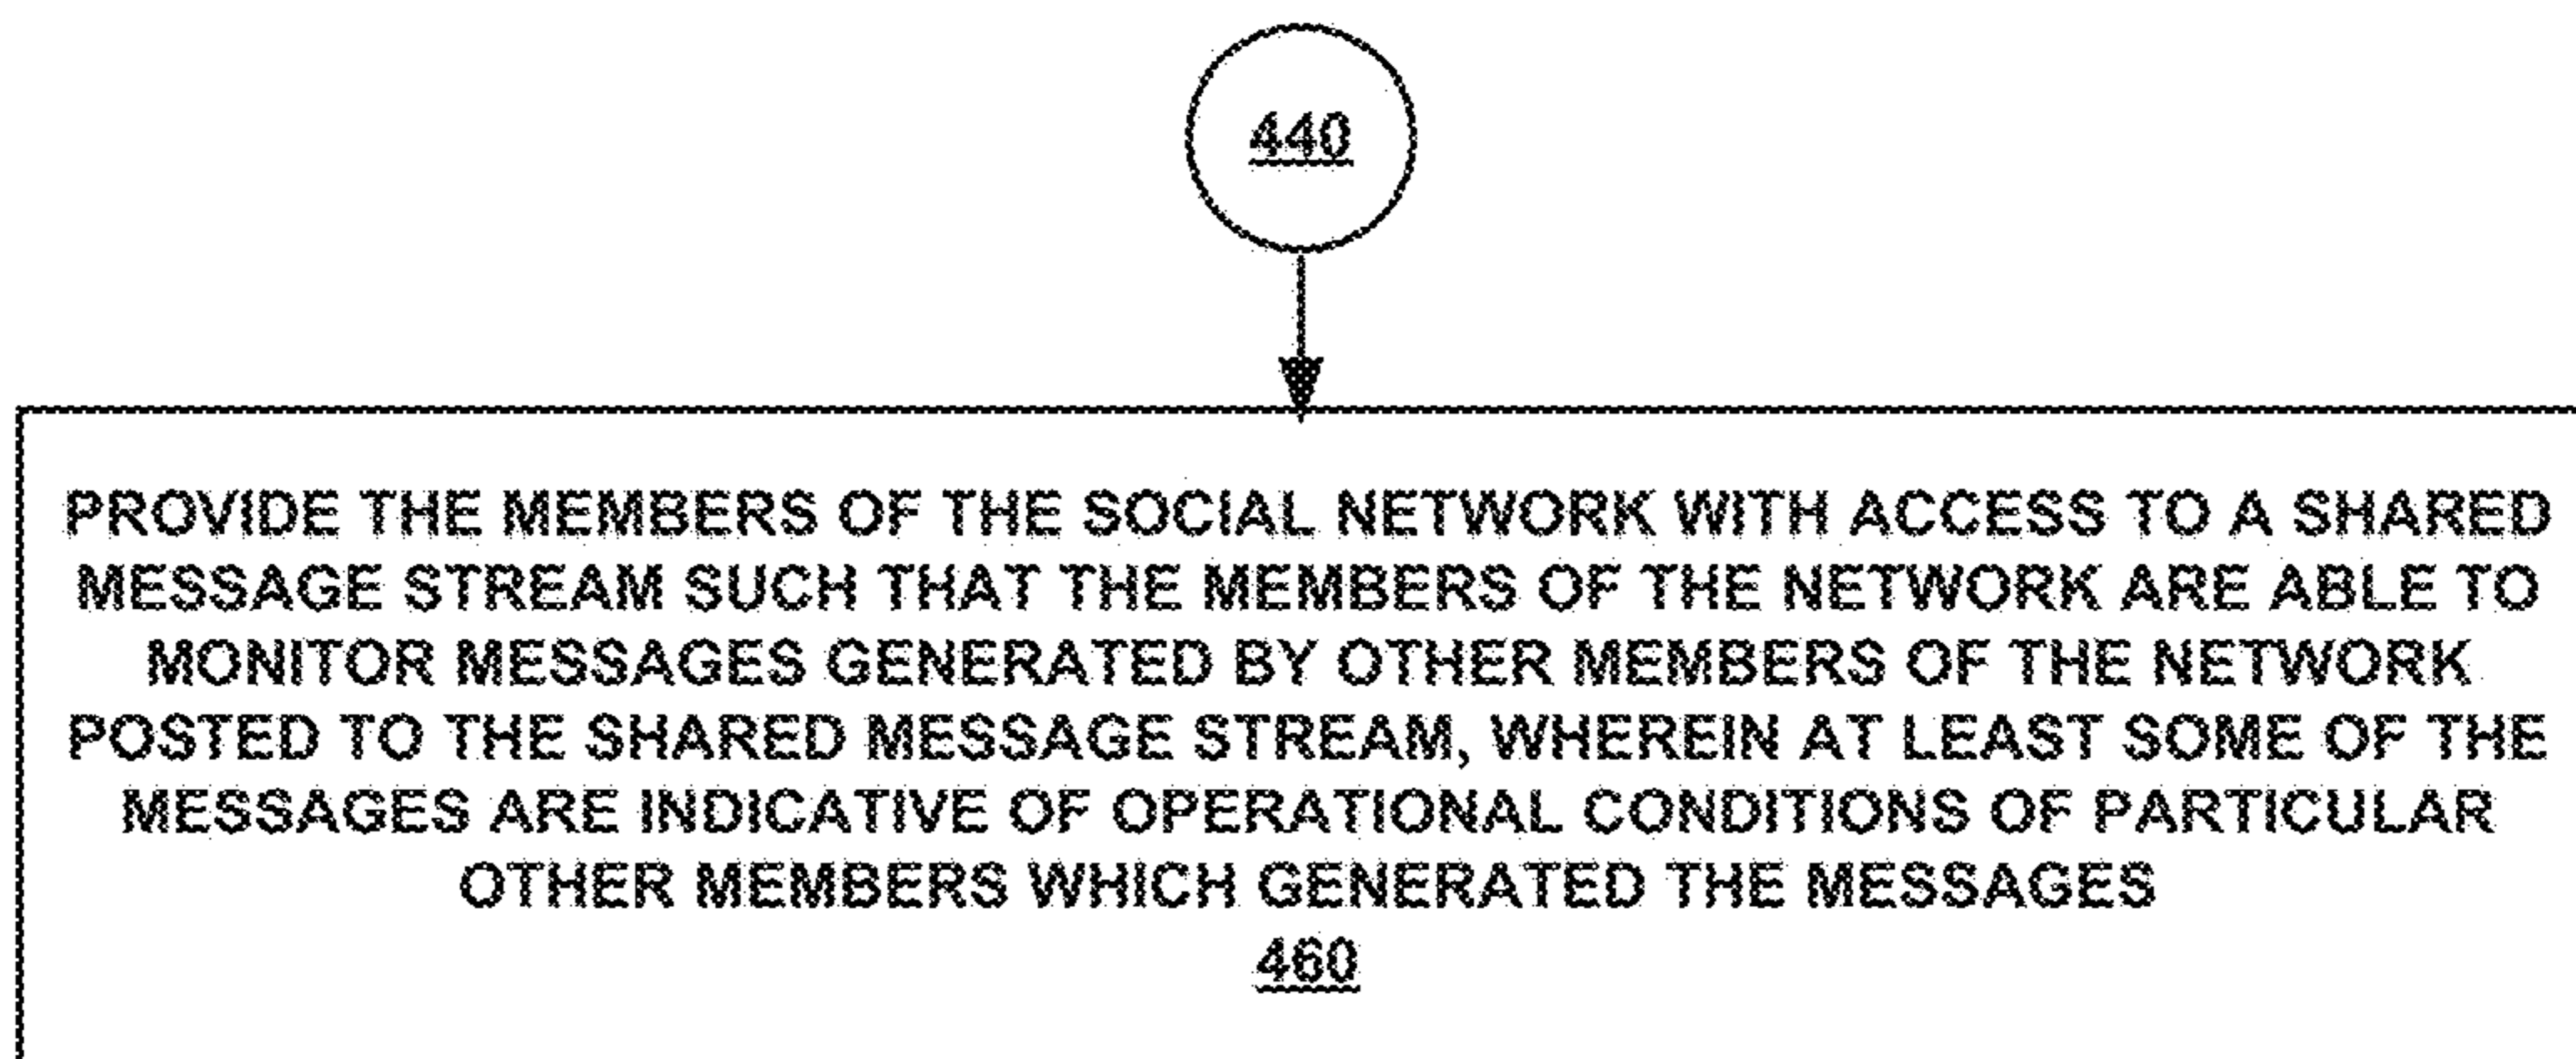 440
PROVIDE THE MEMBERS OF THE SOCIAL NETWORK WITH ACCESS TO A SHARED
MESSAGE STREAM SUCH THAT THE MEMBERS OF THE NETWORK ARE ABLE TO
MONITOR MESSAGES GENERATED BY OTHER MEMBERS OF THE NETWORK
POSTED TO THE SHARED MESSAGE STREAM, WHEREIN AT LEAST SOME OF THE
MESSAGES ARE INDICATIVE OF OPERATIONAL CONDITIONS OF PARTICULAR
OTHER MEMBERS WHICH GENERATED THE MESSAGES
460